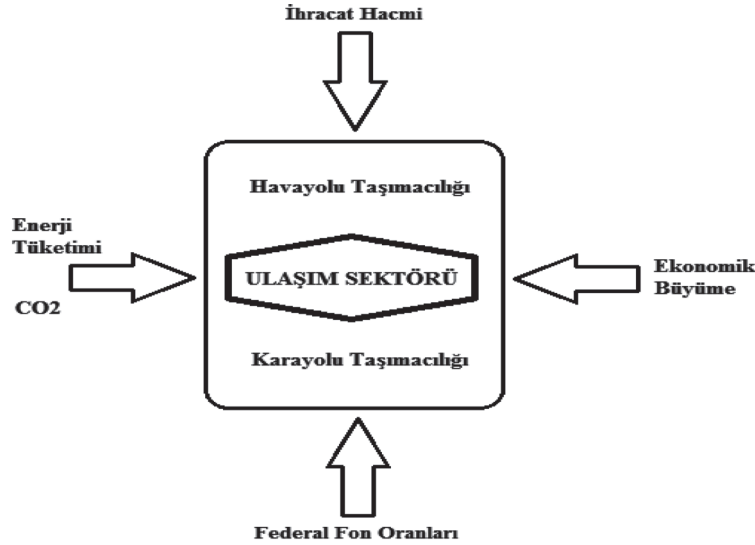 İhracat Hacmi
Havayolu Taşımacılığı
Enerji
Tüketimi
ULAŞIM SEKTÖRÜ
Ekonomik
Büyüme
CO2
Karayolu Taşımacılığı
Federal Fon Oranları